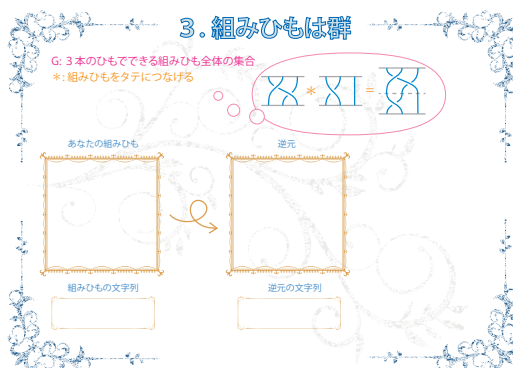 3.組みひもは群
G: 3本のひもでできる組みひも全体の集合
*: 組みひもをタテにつなげる
* =
あなたの組みひも
逆元
組みひもの文字列
逆元の文字列